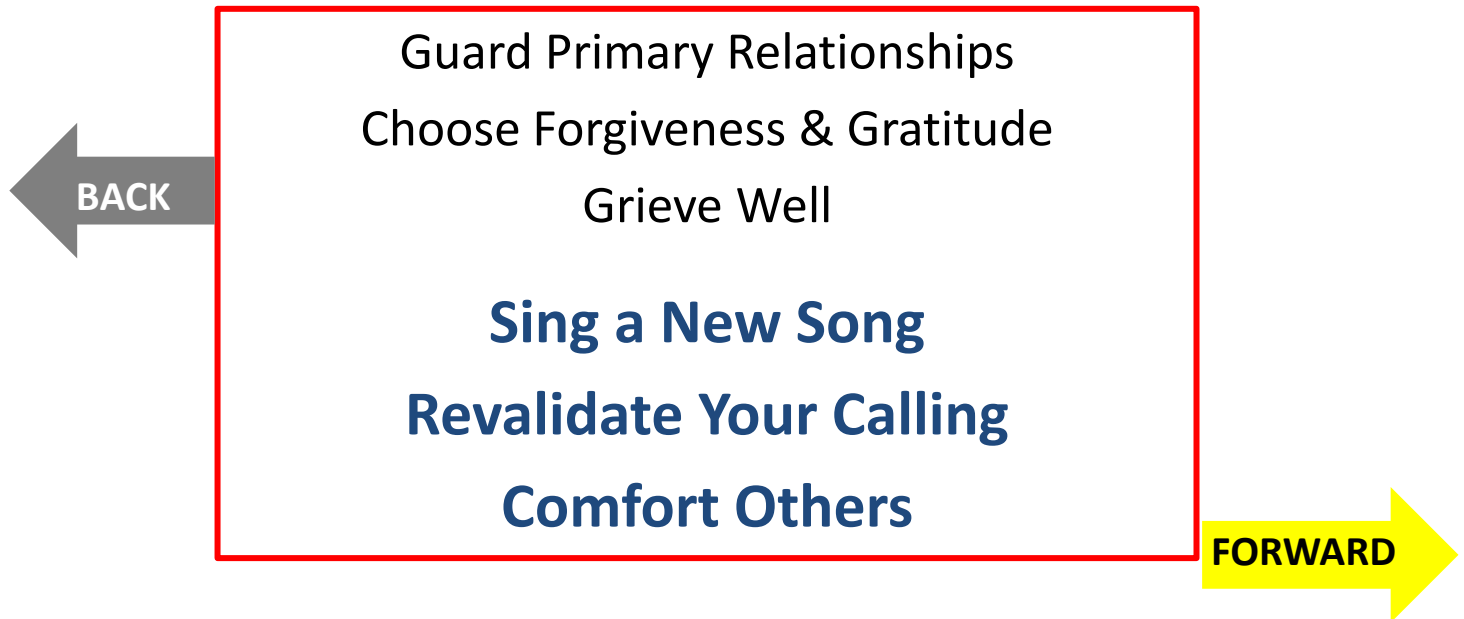 Guard Primary Relationships
Choose Forgiveness & Gratitude
BACK
Grieve Well
Sing a New Song
Revalidate Your Calling
Comfort Others
FORWARD